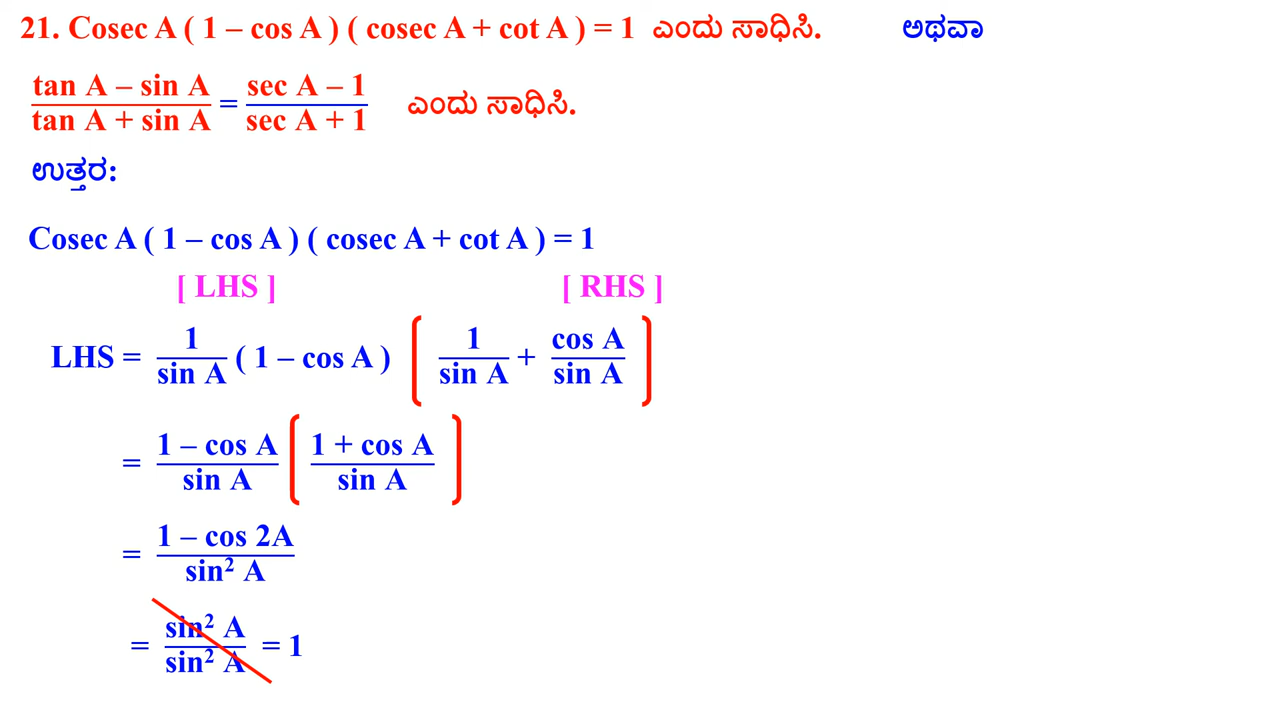 21. Cosec A ( 1 – cos A ) ( cosec A + cot A ) = 1 ಎಂದು ಸಾಧಿಸಿ. ಅಥವಾ
tan A – sin A / tan A + sin A = sec A – 1 / sec A + 1 ಎಂದು ಸಾಧಿಸಿ.
ಉತ್ತರ:
Cosec A ( 1 – cos A ) ( cosec A + cot A ) = 1
[ LHS ] [ RHS ]
LHS = 1 / sin A ( 1 – cos A ) [ 1 / sin A + cos A / sin A ]
= 1 – cos A / sin A [ 1 + cos A / sin A ]
= 1 – cos 2A / sin² A
= sin² A / sin² A = 1